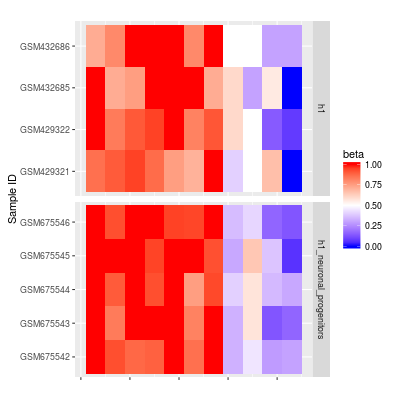 Sample ID
GSM432686
GSM432685
GSM429322
GSM429321
h1
GSM675546
GSM675545
GSM675544
GSM675543
GSM675542
h1_neuronal_progenitors
beta
1.00
0.75
0.50
0.25
0.00